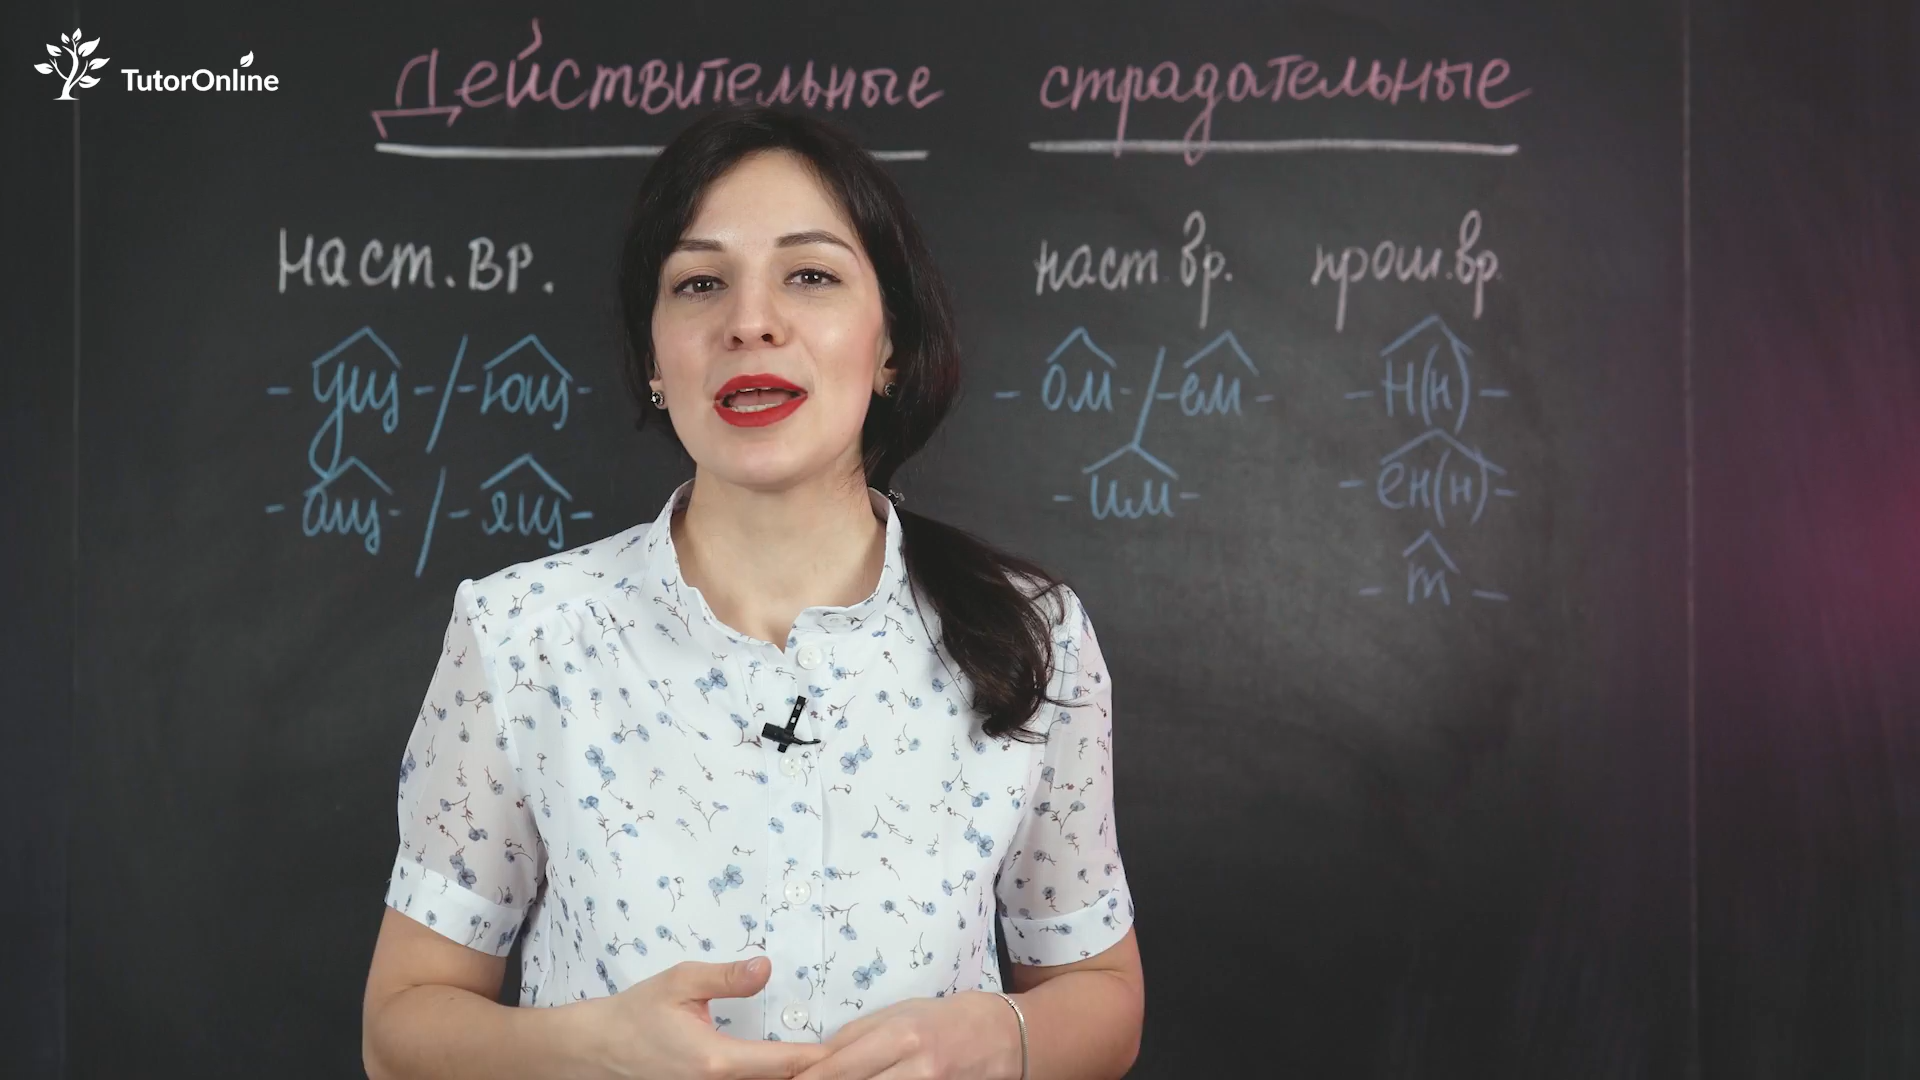 TutorOnline
Действительные страдательные
наст.вр. наст.вр. прош.вр.
-ущ-/-ющ- -ом-/-ем- -н(н)-
-ащ-/-ящ- -им- -ен(н)-
-т-